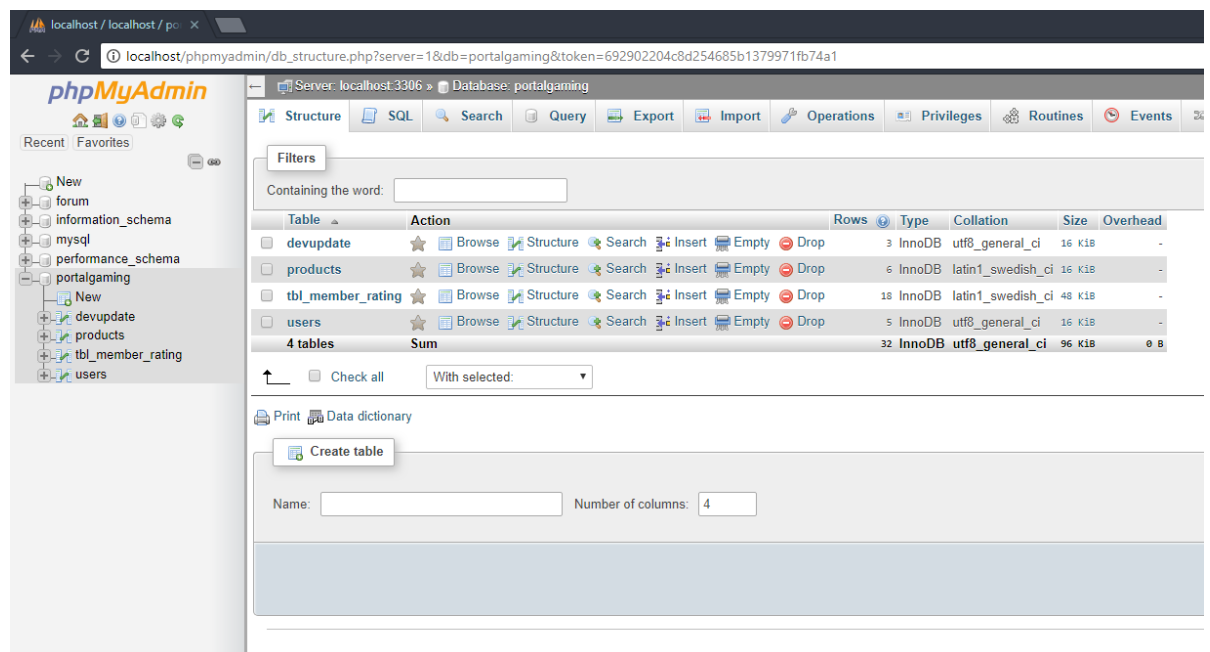 localhost / localhost / po
localhost/phpmyadmin/db_structure.php?server=1&db=portalgaming&token=692902204c8d254685b1379971fb74a1
phpMyAdmin
Recent Favorites
New
forum
information_schema
mysql
performance_schema
portalgaming
New
devupdate
products
tbl_member_rating
users
Server: localhost:3306 » Database: portalgaming
Structure SQL Search Query Export Import Operations Privileges Routines Events
Filters
Containing the word:
Table Action Rows Type Collation Size Overhead
devupdate Browse Structure Search Insert Empty Drop 3 InnoDB utf8_general_ci 16 KiB -
products Browse Structure Search Insert Empty Drop 6 InnoDB latin1_swedish_ci 16 KiB -
tbl_member_rating Browse Structure Search Insert Empty Drop 18 InnoDB latin1_swedish_ci 48 KiB -
users Browse Structure Search Insert Empty Drop 5 InnoDB utf8_general_ci 16 KiB -
4 tables Sum 32 InnoDB utf8_general_ci 96 KiB 0 B
Check all With selected:
Print Data dictionary
Create table
Name: Number of columns: 4